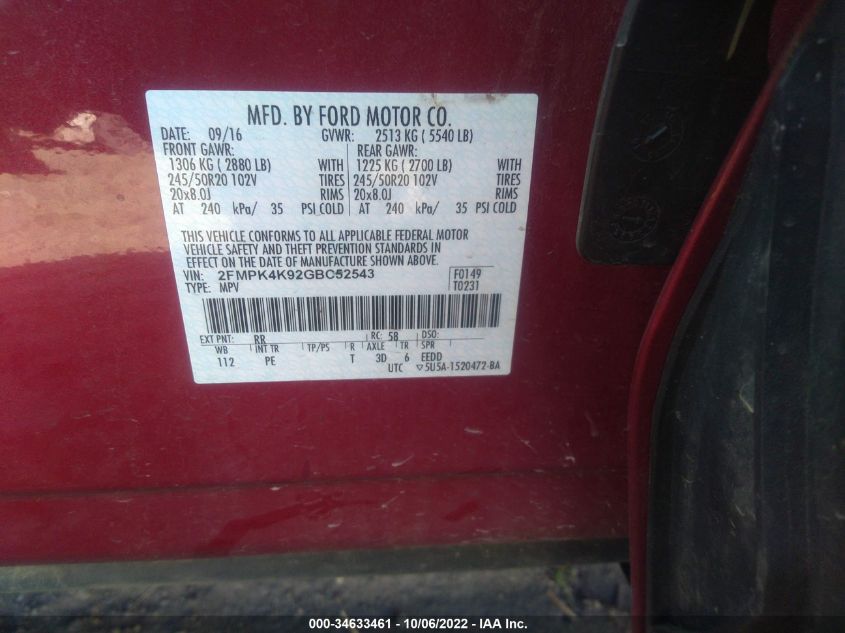 MFD. BY FORD MOTOR CO.
DATE: 09/16 GVWR: 2513 KG ( 5540 LB)
FRONT GAWR: REAR GAWR:
1306 KG ( 2880 LB) WITH 1225 KG ( 2700 LB) WITH
245/50R20 102V TIRES 245/50R20 102V TIRES
20x8.0J RIMS 20x8.0J RIMS
AT 240 kPa/ 35 PSI COLD AT 240 kPa/ 35 PSI COLD
THIS VEHICLE CONFORMS TO ALL APPLICABLE FEDERAL MOTOR
VEHICLE SAFETY AND THEFT PREVENTION STANDARDS IN
EFFECT ON THE DATE OF MANUFACTURE SHOWN ABOVE.
VIN: 2FMPK4K92GBC52543 F0149
TYPE: MPV T0231
EXT PNT: RR RC: 58 DSO:
WB INT TR TP/PS R AXLE TR SPR
112 PE T 3D 6 EEDD
UTC ▽5U5A-1520472-BA
000-34633461 - 10/06/2022 - IAA Inc.